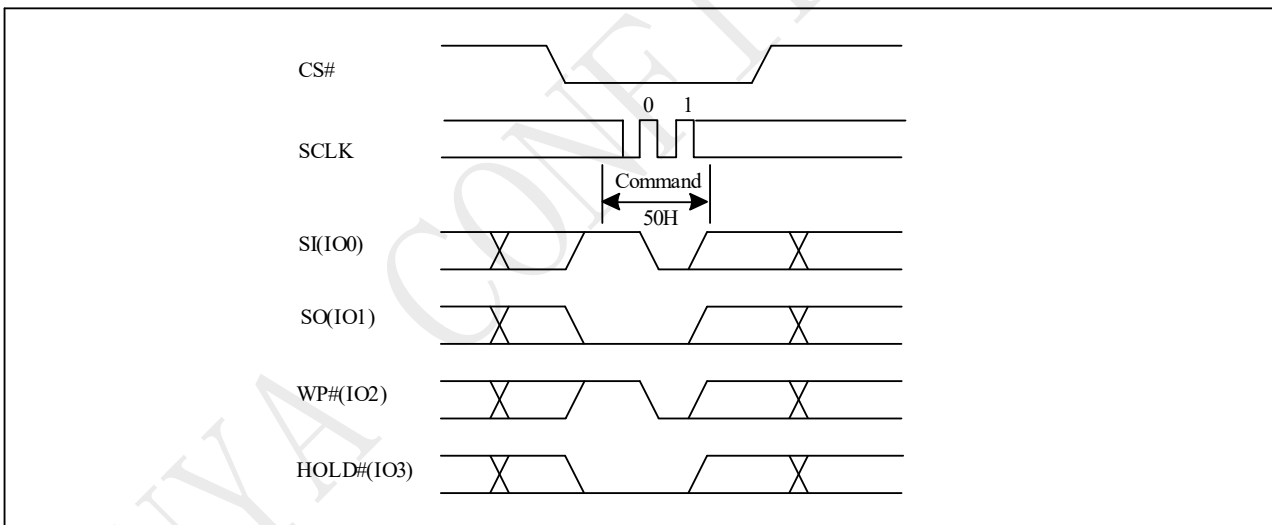 CS#
0 1
SCLK
Command
50H
SI(IO0)
SO(IO1)
WP#(IO2)
HOLD#(IO3)